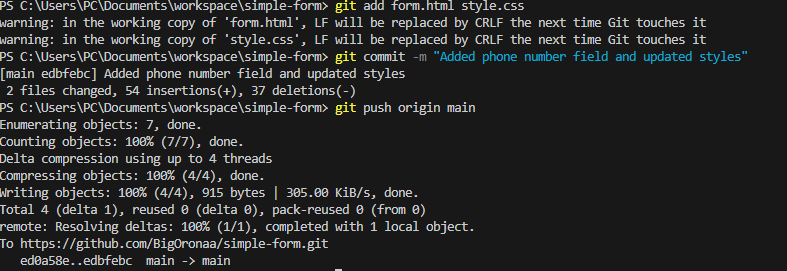 PS C:\Users\PC\Documents\workspace\simple-form> git add form.html style.css
warning: in the working copy of 'form.html', LF will be replaced by CRLF the next time Git touches it
warning: in the working copy of 'style.css', LF will be replaced by CRLF the next time Git touches it
PS C:\Users\PC\Documents\workspace\simple-form> git commit -m "Added phone number field and updated styles"
[main edbfebc] Added phone number field and updated styles
 2 files changed, 54 insertions(+), 37 deletions(-)
PS C:\Users\PC\Documents\workspace\simple-form> git push origin main
Enumerating objects: 7, done.
Counting objects: 100% (7/7), done.
Delta compression using up to 4 threads
Compressing objects: 100% (4/4), done.
Writing objects: 100% (4/4), 915 bytes | 305.00 KiB/s, done.
Total 4 (delta 1), reused 0 (delta 0), pack-reused 0 (from 0)
remote: Resolving deltas: 100% (1/1), completed with 1 local object.
To https://github.com/BigOronaa/simple-form.git
   ed0a58e..edbfebc  main -> main